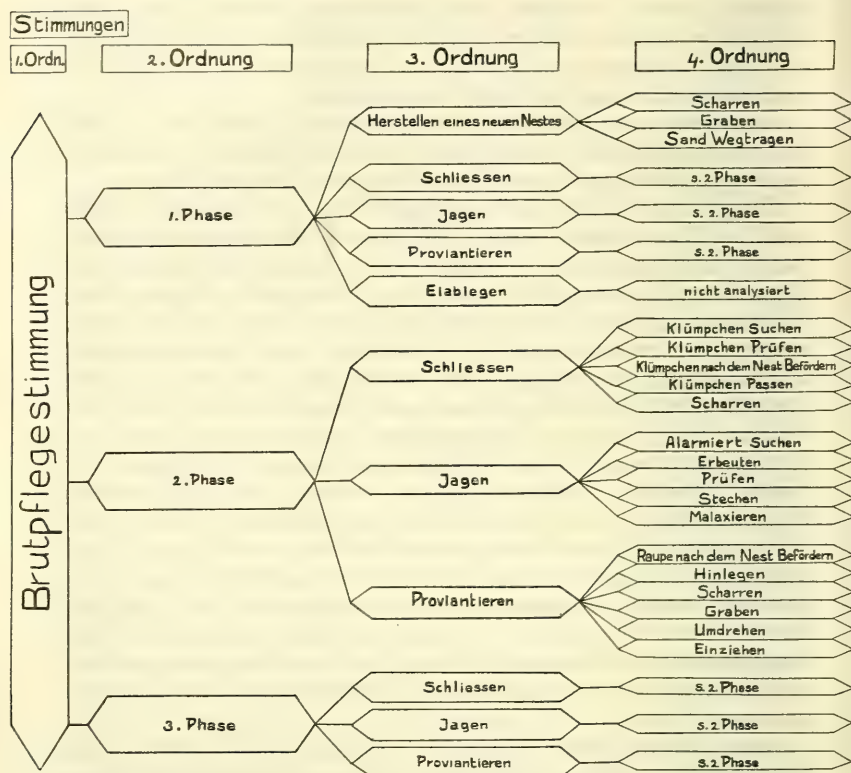 Stimmungen
1.Ordn.
2. Ordnung
3. Ordnung
4. Ordnung
Brutpflegestimmung
1. Phase
Herstellen eines neuen Nestes
Scharren
Graben
Sand Wegtragen
Schliessen
s. 2 Phase
Jagen
s. 2. Phase
Proviantieren
s. 2. Phase
Eiablegen
nicht analysiert
2. Phase
Schliessen
Klümpchen Suchen
Klümpchen Prüfen
Klümpchen nach dem Nest Befördern
Klümpchen Passen
Scharren
Jagen
Alarmiert Suchen
Erbeuten
Prüfen
Stechen
Malaxieren
Proviantieren
Raupe nach dem Nest Befördern
Hinlegen
Scharren
Graben
Umdrehen
Einziehen
3. Phase
Schliessen
s. 2 Phase
Jagen
s. 2 Phase
Proviantieren
s. 2 Phase